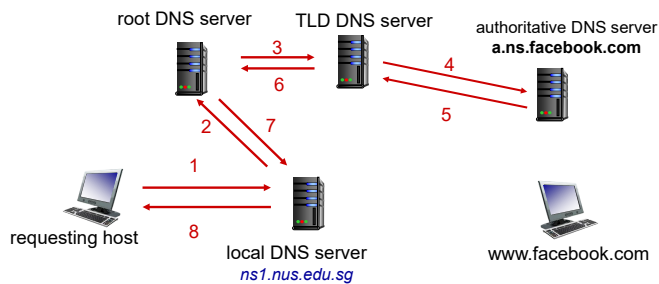 root DNS server
TLD DNS server
authoritative DNS server
a.ns.facebook.com
3
6
4
5
2
7
1
8
requesting host
local DNS server
ns1.nus.edu.sg
www.facebook.com